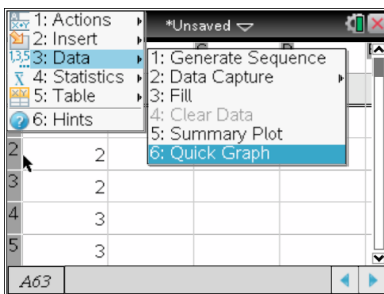 1: Actions
2: Insert
3: Data
4: Statistics
5: Table
6: Hints
*Unsaved
1: Generate Sequence
2: Data Capture
3: Fill
4: Clear Data
5: Summary Plot
6: Quick Graph
2 2
3 2
4 3
5 3
A63